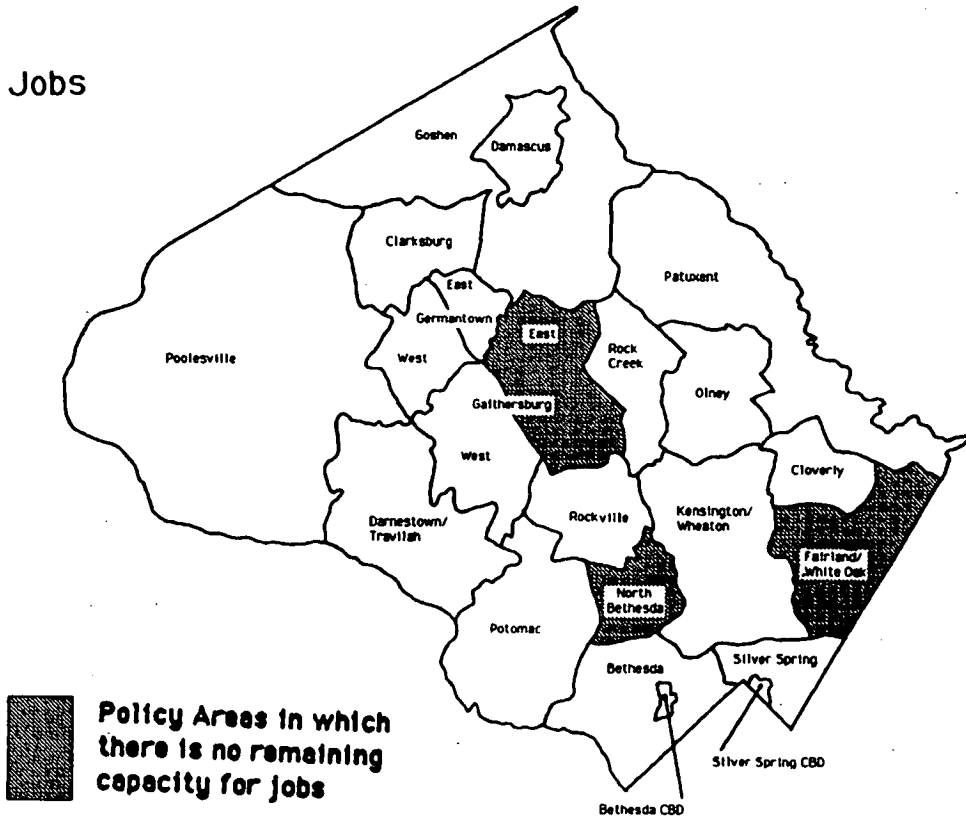 Jobs
Goshen
Damascus
Clarksburg
East
Germantown
West
Patuxent
Poolesville
East
Rock
Creek
Olney
Gaithersburg
West
Cloverly
Darnestown/
Travilah
Rockville
Kensington/
Wheaton
Fairland/
White Oak
North
Bethesda
Potomac
Bethesda
Silver Spring
Policy Areas in which
there is no remaining
capacity for jobs
Silver Spring CBD
Bethesda CBD